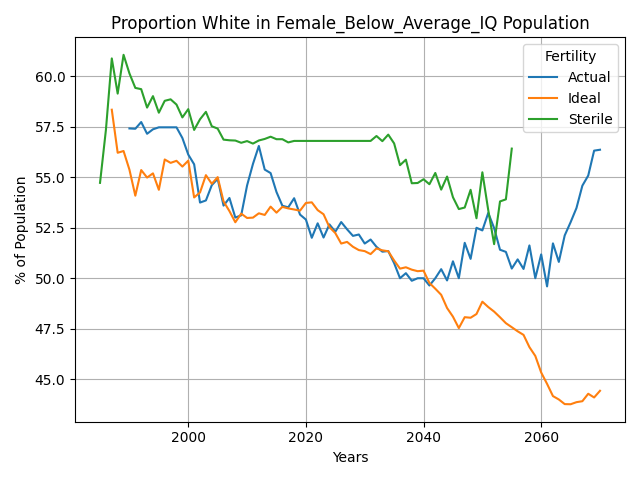 Proportion White in Female_Below_Average_IQ Population
Fertility
Actual
Ideal
Sterile
% of Population
60.0
57.5
55.0
52.5
50.0
47.5
45.0
2000
2020
2040
2060
Years